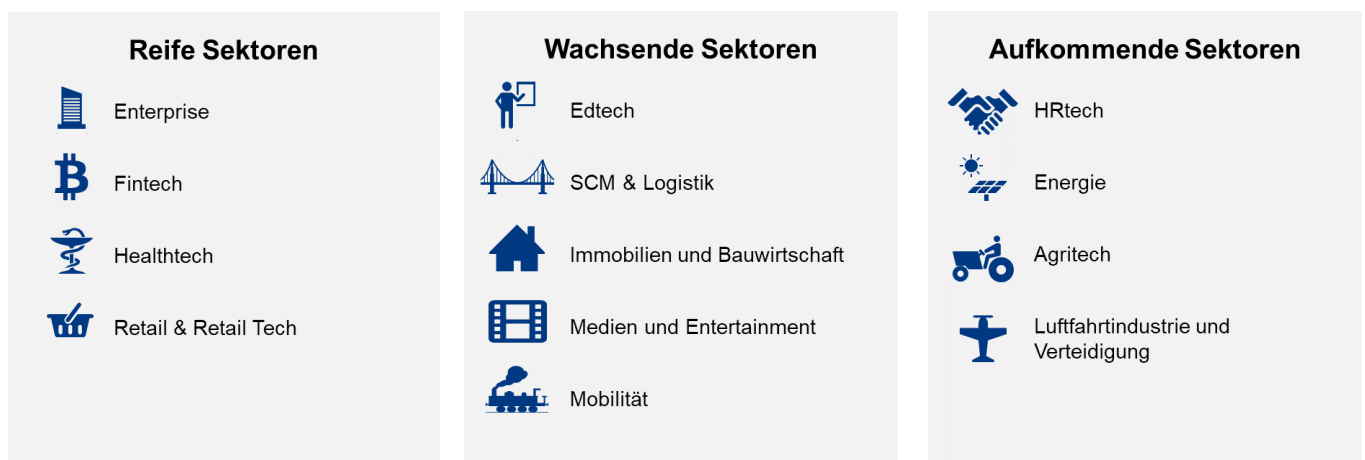 Reife Sektoren
Enterprise
Fintech
Healthtech
Retail & Retail Tech
Wachsende Sektoren
Edtech
SCM & Logistik
Immobilien und Bauwirtschaft
Medien und Entertainment
Mobilität
Aufkommende Sektoren
HRtech
Energie
Agritech
Luftfahrtindustrie und
Verteidigung